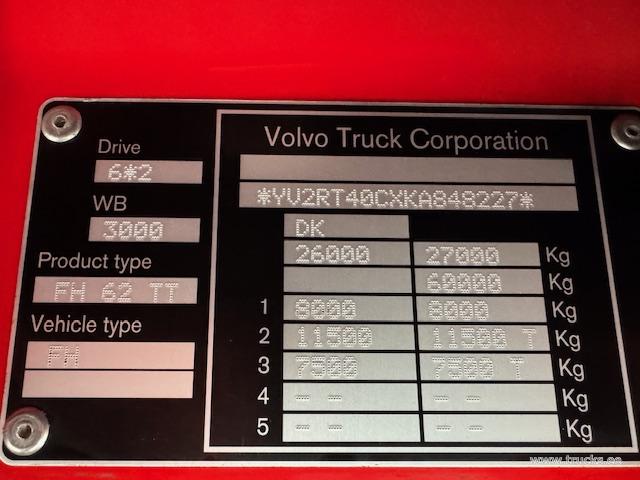 Volvo Truck Corporation
Drive
6*2
*YV2RT40CXKA848227*
WB
3000
DK
26000 27000 Kg
Product type
60000 Kg
FH 62 TT
1 8000 8000 Kg
Vehicle type
2 11500 11500 T Kg
FH
3 7500 7500 T Kg
4 -- -- Kg
5 -- -- Kg
www.trucks.ee